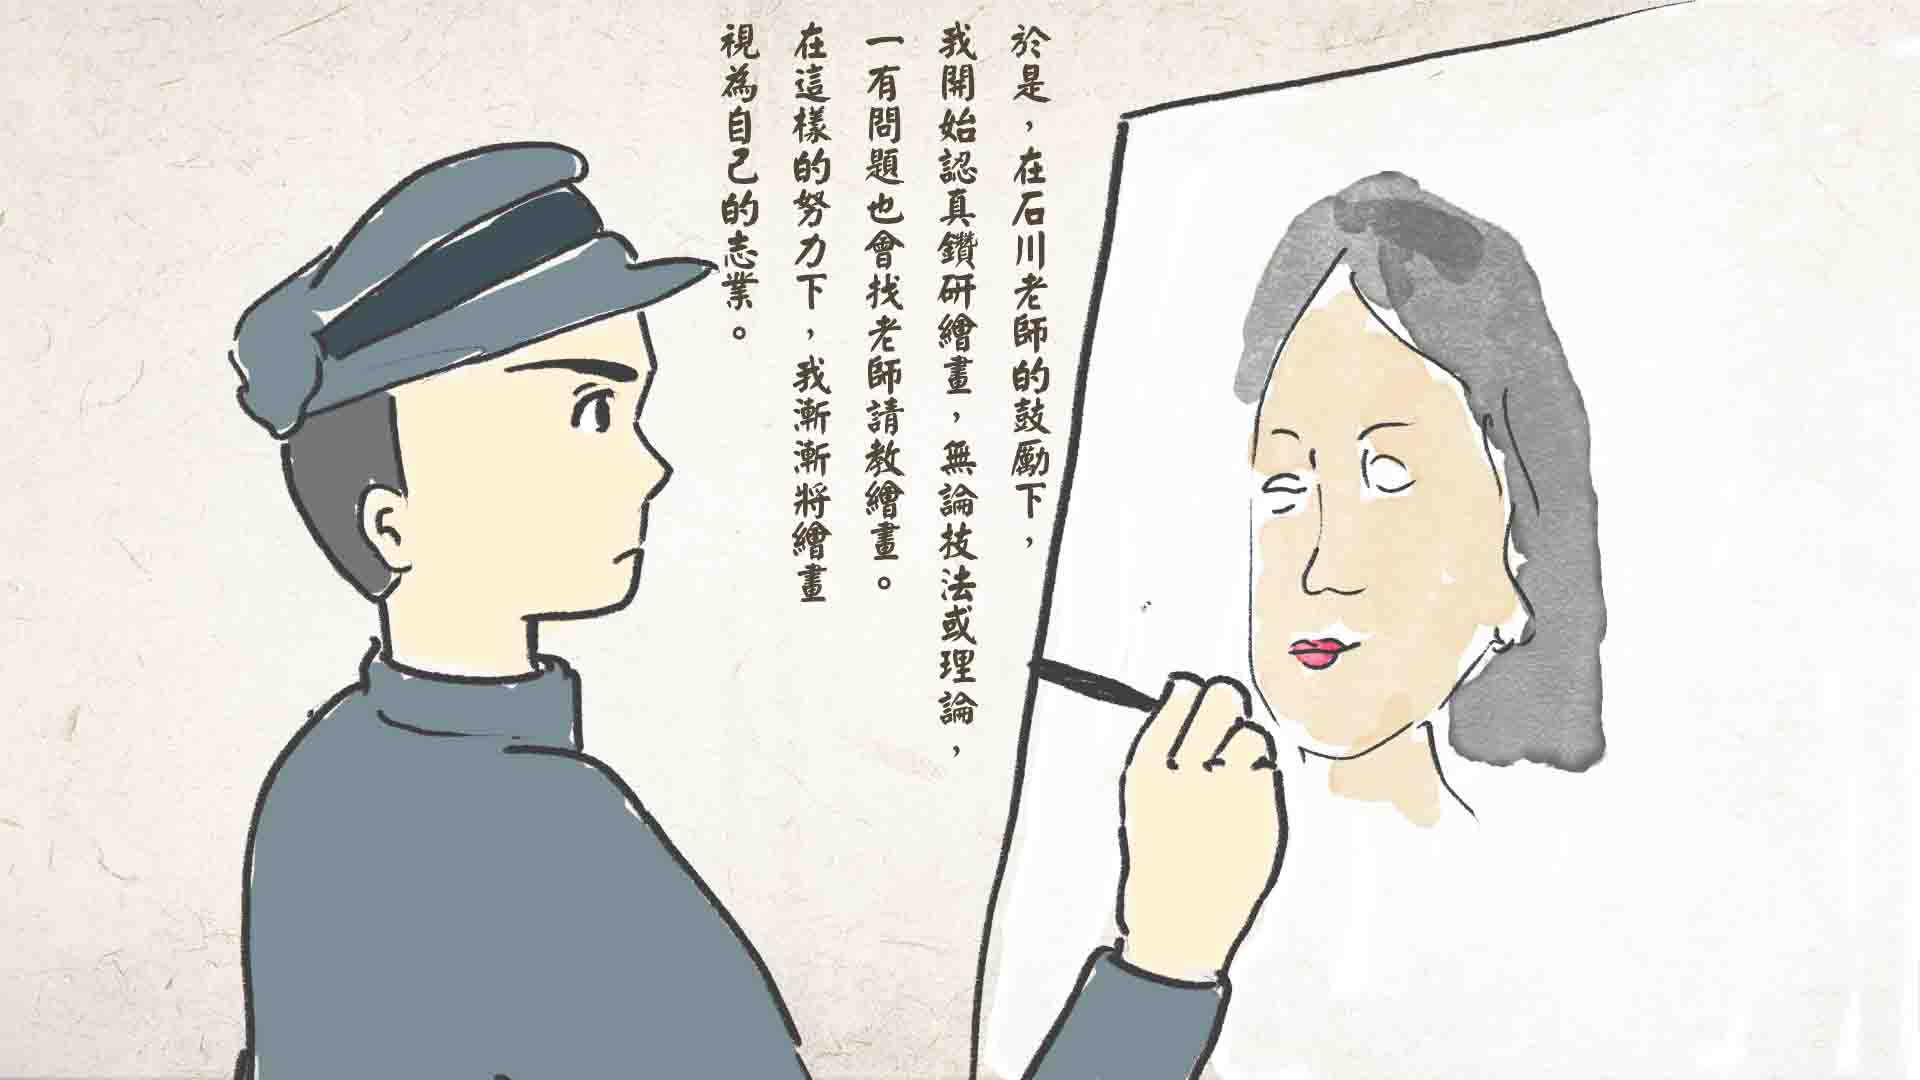 於是，在石川老師的鼓勵下，
我開始認真鑽研繪畫，無論技法或理論，
一有問題也會找老師請教繪畫。
在這樣的努力下，我漸漸將繪畫
視為自己的志業。